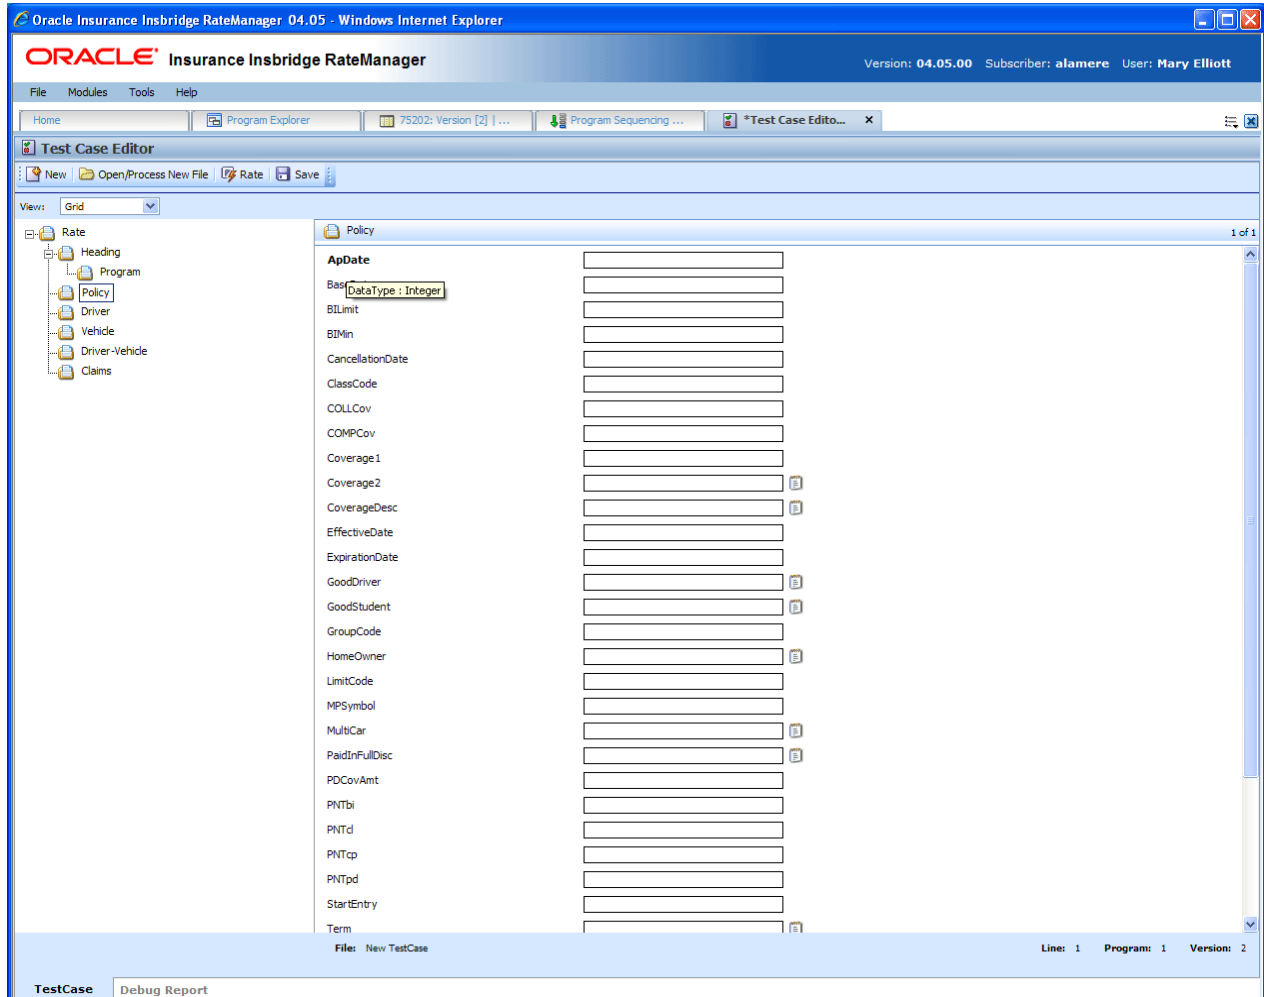 Oracle Insurance Insbridge RateManager 04.05 - Windows Internet Explorer
ORACLE Insurance Insbridge RateManager
Version: 04.05.00 Subscriber: alamere User: Mary Elliott
File Modules Tools Help
Home Program Explorer 75202: Version [2] | ... Program Sequencing ... *Test Case Edito... x
Test Case Editor
New Open/Process New File Rate Save
View: Grid
Rate
Heading
Program
Policy
Driver
Vehicle
Driver-Vehicle
Claims
Policy 1 of 1
ApDate
DataType : Integer
BILimit
BIMin
CancellationDate
ClassCode
COLLCov
COMPCov
Coverage1
Coverage2
CoverageDesc
EffectiveDate
ExpirationDate
GoodDriver
GoodStudent
GroupCode
HomeOwner
LimitCode
MPSymbol
MultiCar
PaidInFullDisc
PDCovAmt
PNTbi
PNTcl
PNTcp
PNTpd
StartEntry
Term
File: New TestCase Line: 1 Program: 1 Version: 2
TestCase Debug Report